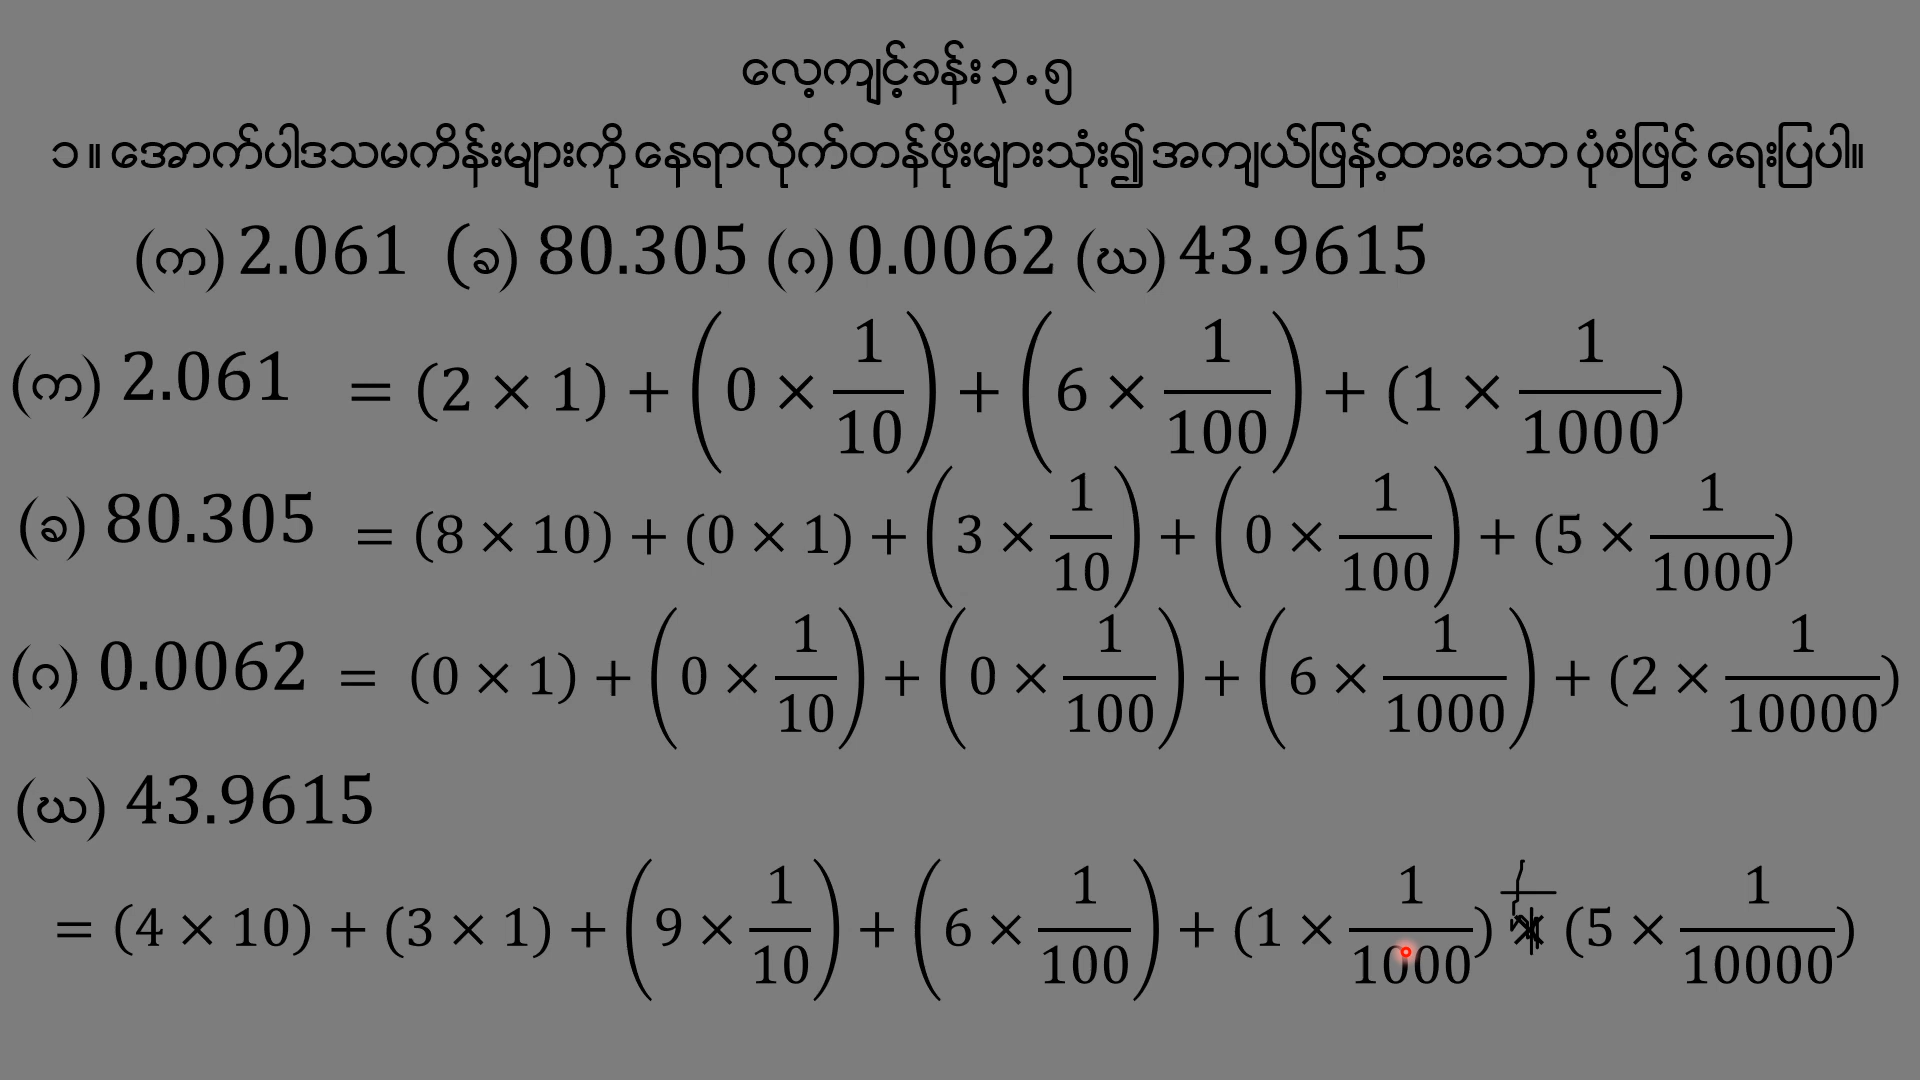 လေ့ကျင့်ခန်း ၃.၅
၁။ အောက်ပါဒသမကိန်းများကို နေရာလိုက်တန်ဖိုးများသုံး၍ အကျယ်ဖြန့်ထားသော ပုံစံဖြင့် ရေးပြပါ။
(က) 2.061 (ခ) 80.305 (ဂ) 0.0062 (ဃ) 43.9615
(က) 2.061 = (2 × 1) + (0 × 1/10) + (6 × 1/100) + (1 × 1/1000)
(ခ) 80.305 = (8 × 10) + (0 × 1) + (3 × 1/10) + (0 × 1/100) + (5 × 1/1000)
(ဂ) 0.0062 = (0 × 1) + (0 × 1/10) + (0 × 1/100) + (6 × 1/1000) + (2 × 1/10000)
(ဃ) 43.9615
= (4 × 10) + (3 × 1) + (9 × 1/10) + (6 × 1/100) + (1 × 1/1000) + (5 × 1/10000)